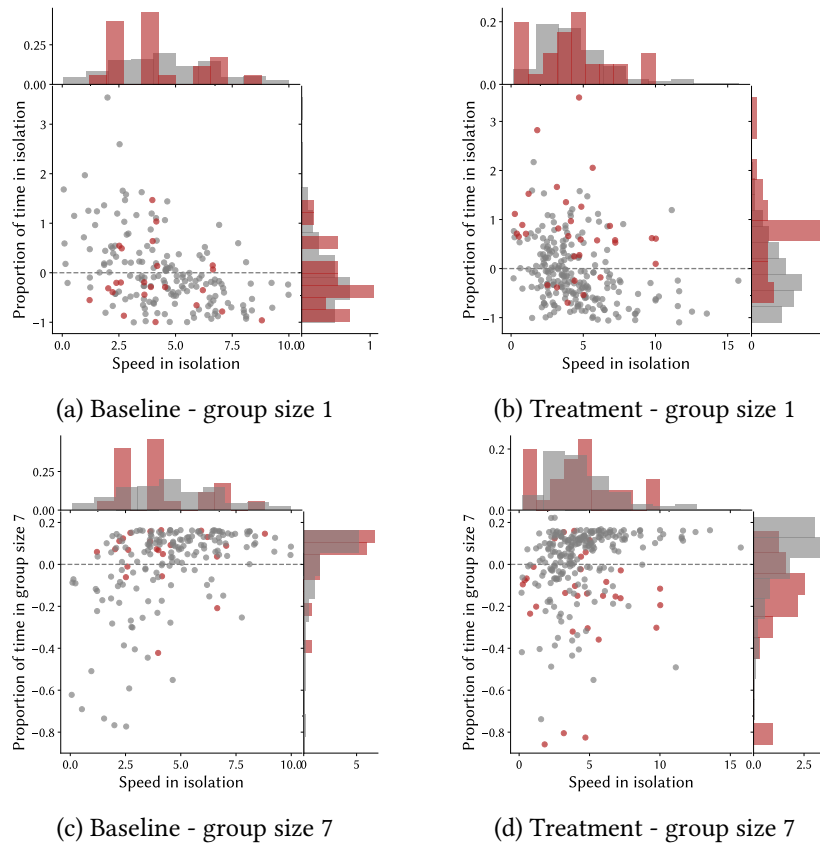 0.25
0.00
3
2
1
0
−1
Proportion of time in isolation
0.0 2.5 5.0 7.5 10.0 0 1
Speed in isolation
(a) Baseline - group size 1
0.2
0.0
3
2
1
0
−1
Proportion of time in isolation
0 5 10 15 0
Speed in isolation
(b) Treatment - group size 1
0.25
0.00
0.2
0.0
−0.2
−0.4
−0.6
−0.8
Proportion of time in group size 7
0.0 2.5 5.0 7.5 10.0 0 5
Speed in isolation
(c) Baseline - group size 7
0.2
0.0
0.2
0.0
−0.2
−0.4
−0.6
−0.8
Proportion of time in group size 7
0 5 10 15 0.0 2.5
Speed in isolation
(d) Treatment - group size 7